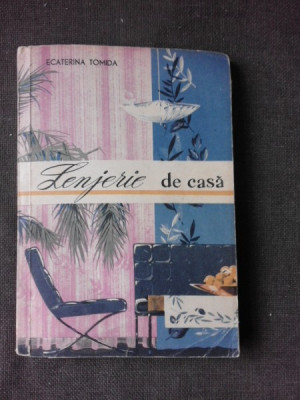 ECATERINA TOMIDA
Lenjerie de casă